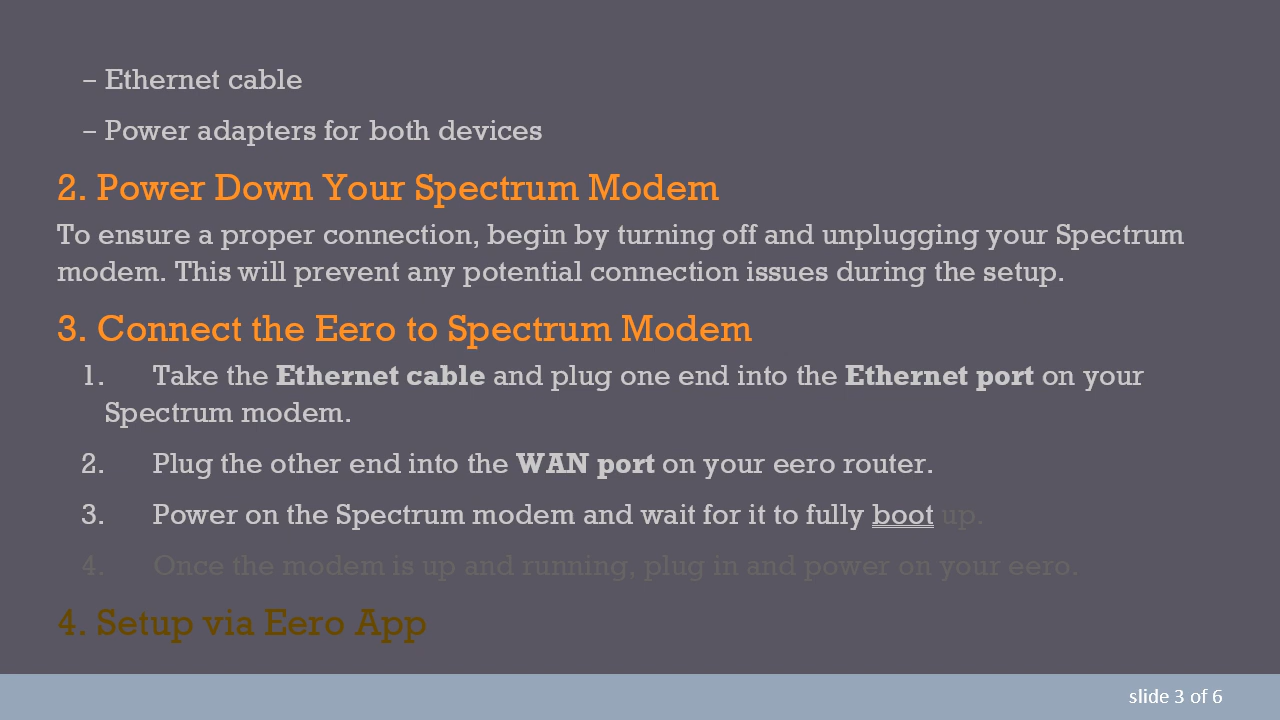 – Ethernet cable
– Power adapters for both devices
2. Power Down Your Spectrum Modem
To ensure a proper connection, begin by turning off and unplugging your Spectrum
modem. This will prevent any potential connection issues during the setup.
3. Connect the Eero to Spectrum Modem
1. Take the Ethernet cable and plug one end into the Ethernet port on your
Spectrum modem.
2. Plug the other end into the WAN port on your eero router.
3. Power on the Spectrum modem and wait for it to fully boot up.
4. Once the modem is up and running, plug in and power on your eero.
4. Setup via Eero App
slide 3 of 6